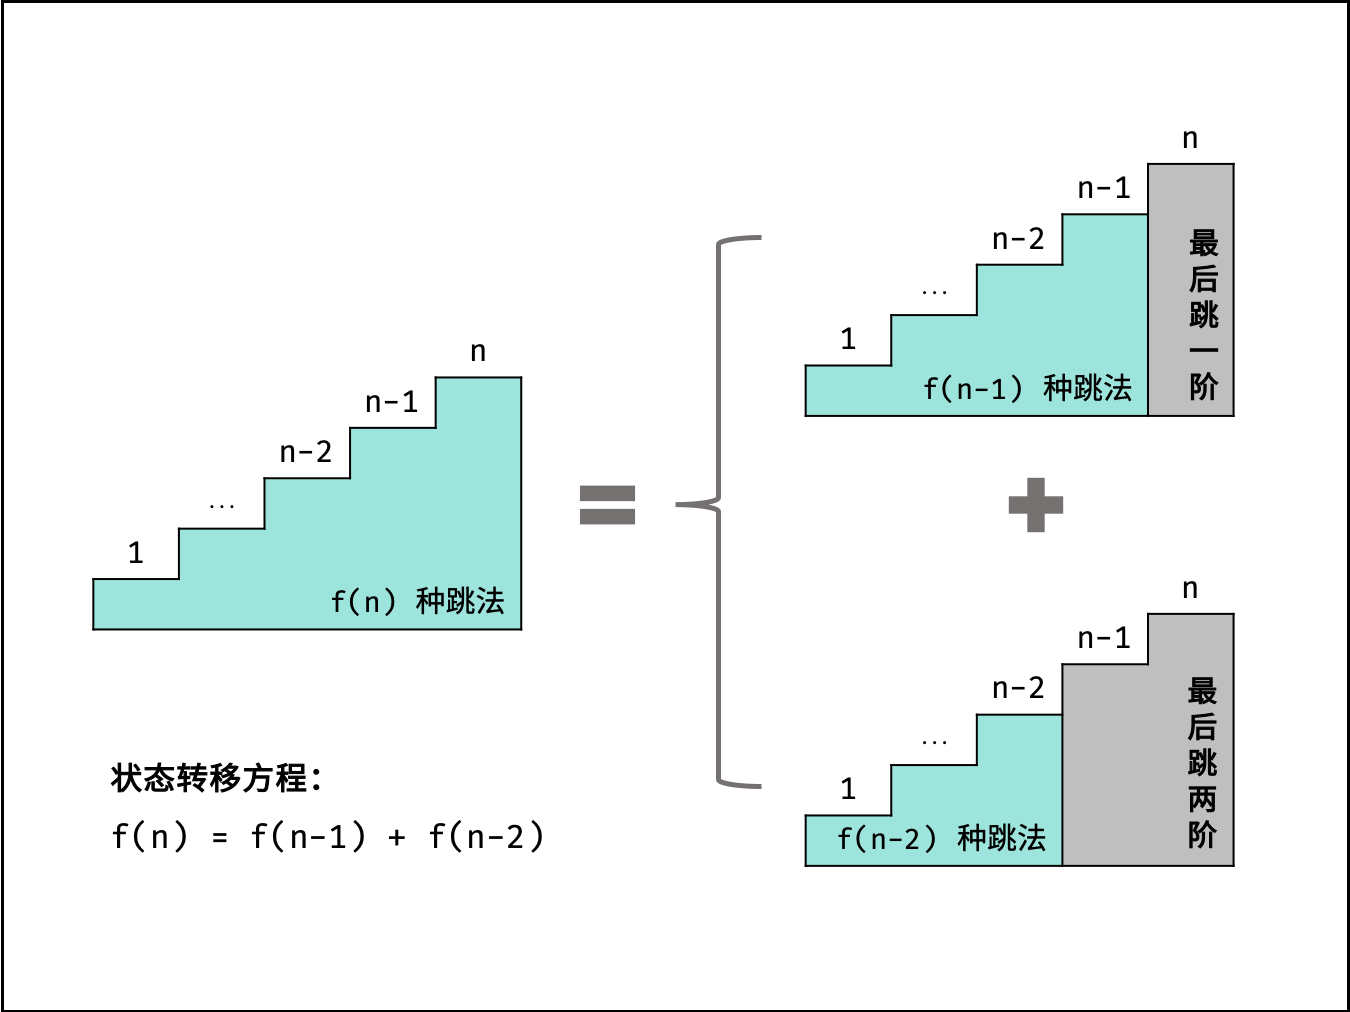 n
n-1
n-2
...
1
f(n) 种跳法
状态转移方程：
f(n) = f(n-1) + f(n-2)
n
n-1
n-2
...
1
f(n-1) 种跳法
最后跳一阶
n
n-1
n-2
...
1
f(n-2) 种跳法
最后跳两阶